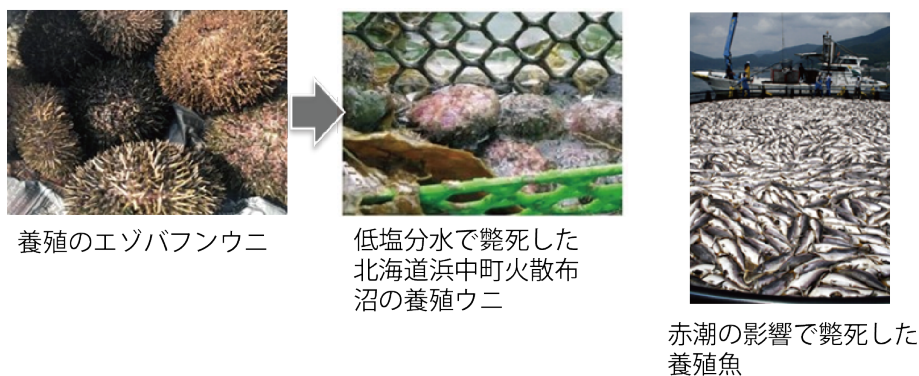 養殖のエゾバフンウニ
低塩分水で斃死した
北海道浜中町火散布
沼の養殖ウニ
赤潮の影響で斃死した
養殖魚